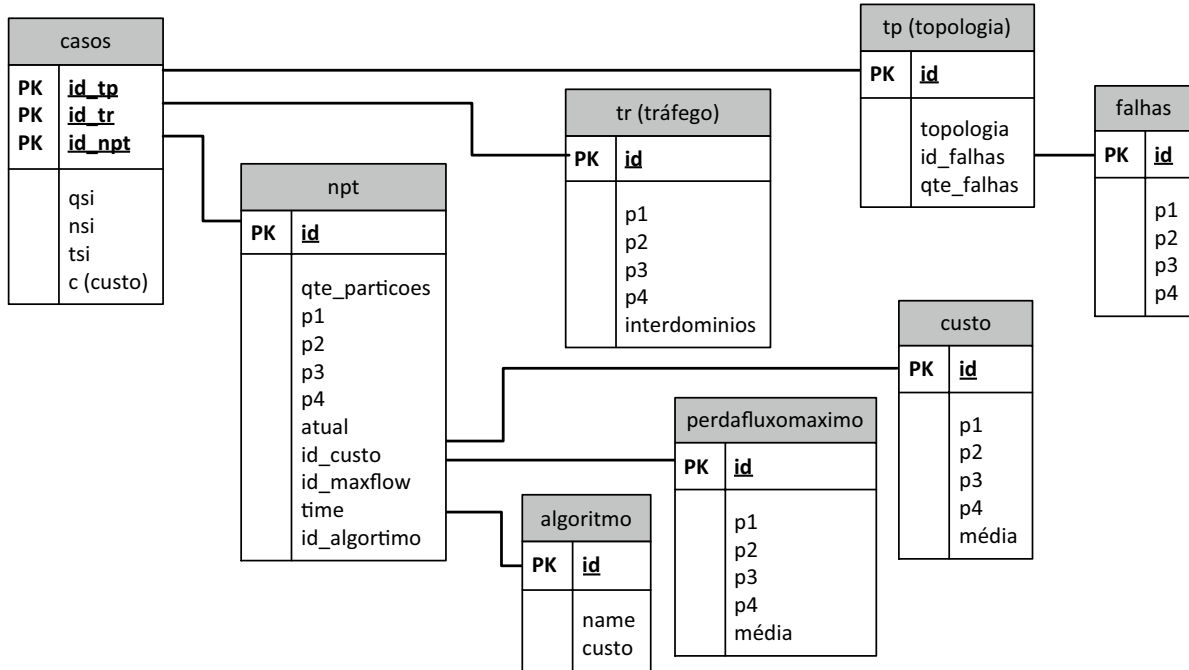 casos
PK id_tp
PK id_tr
PK id_npt
qsi
nsi
tsi
c (custo)
tp (topologia)
PK id
topologia
id_falhas
qte_falhas
falhas
PK id
p1
p2
p3
p4
tr (tráfego)
PK id
p1
p2
p3
p4
interdominios
npt
PK id
qte_particoes
p1
p2
p3
p4
atual
id_custo
id_maxflow
time
id_algortimo
custo
PK id
p1
p2
p3
p4
média
perdafluxomaximo
PK id
p1
p2
p3
p4
média
algoritmo
PK id
name
custo